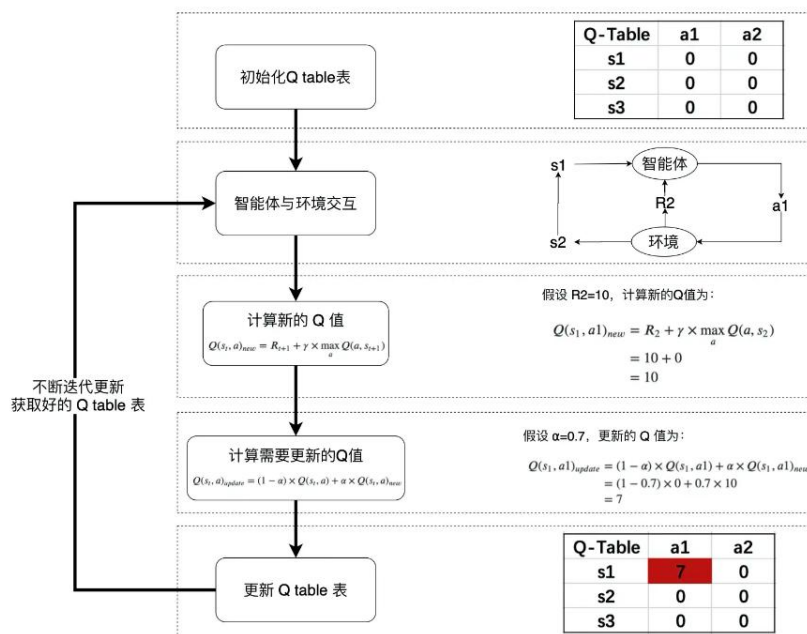 初始化Q table表
Q-Table a1 a2
s1 0 0
s2 0 0
s3 0 0
智能体与环境交互
s1 智能体
R2 a1
s2 环境
计算新的 Q 值
Q(s_t, a)_{new} = R_{t+1} + γ × max_a Q(a, s_{t+1})
假设 R2=10，计算新的Q值为：
Q(s_1, a1)_{new} = R_2 + γ × max_a Q(a, s_2)
= 10 + 0
= 10
不断迭代更新
获取好的 Q table 表
计算需要更新的Q值
Q(s_t, a)_{update} = (1 − α) × Q(s_t, a) + α × Q(s_t, a)_{new}
假设 α=0.7，更新的 Q 值为：
Q(s_1, a1)_{update} = (1 − α) × Q(s_1, a1) + α × Q(s_1, a1)_{new}
= (1 − 0.7) × 0 + 0.7 × 10
= 7
更新 Q table 表
Q-Table a1 a2
s1 7 0
s2 0 0
s3 0 0